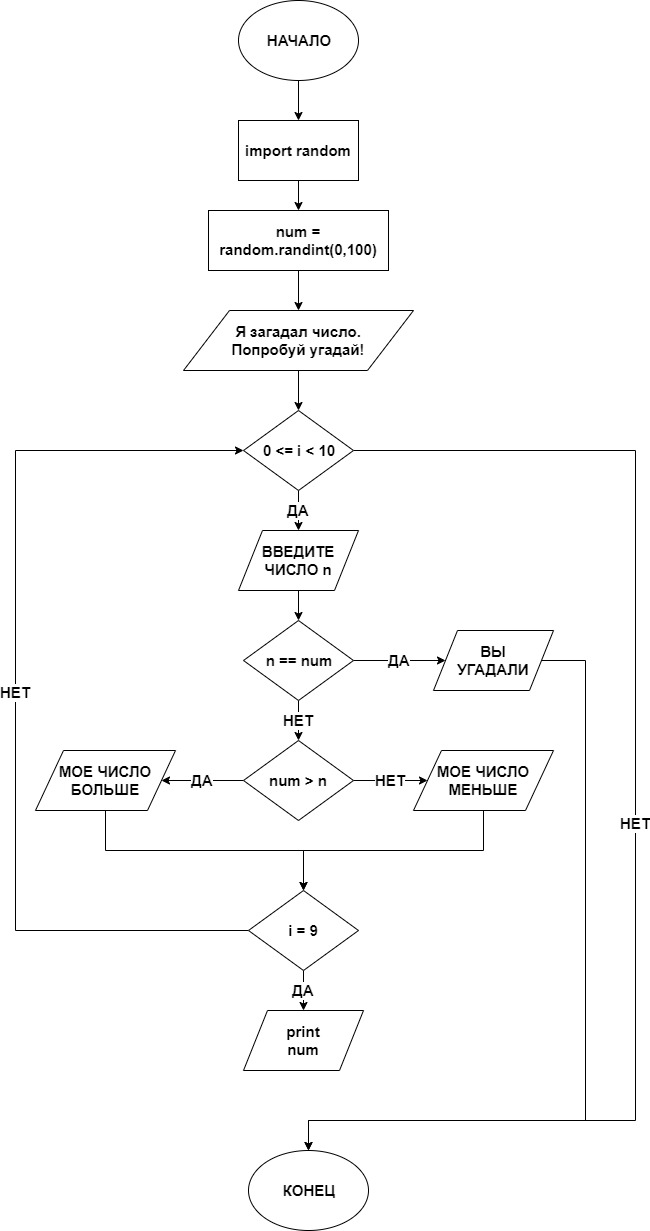 НАЧАЛО
import random
num =
random.randint(0,100)
Я загадал число.
Попробуй угадай!
0 <= i < 10
ДА
ВВЕДИТЕ
ЧИСЛО n
n == num
ДА
ВЫ
УГАДАЛИ
НЕТ
НЕТ
МОЕ ЧИСЛО
БОЛЬШЕ
ДА
num > n
НЕТ
МОЕ ЧИСЛО
МЕНЬШЕ
НЕТ
i = 9
ДА
print
num
КОНЕЦ